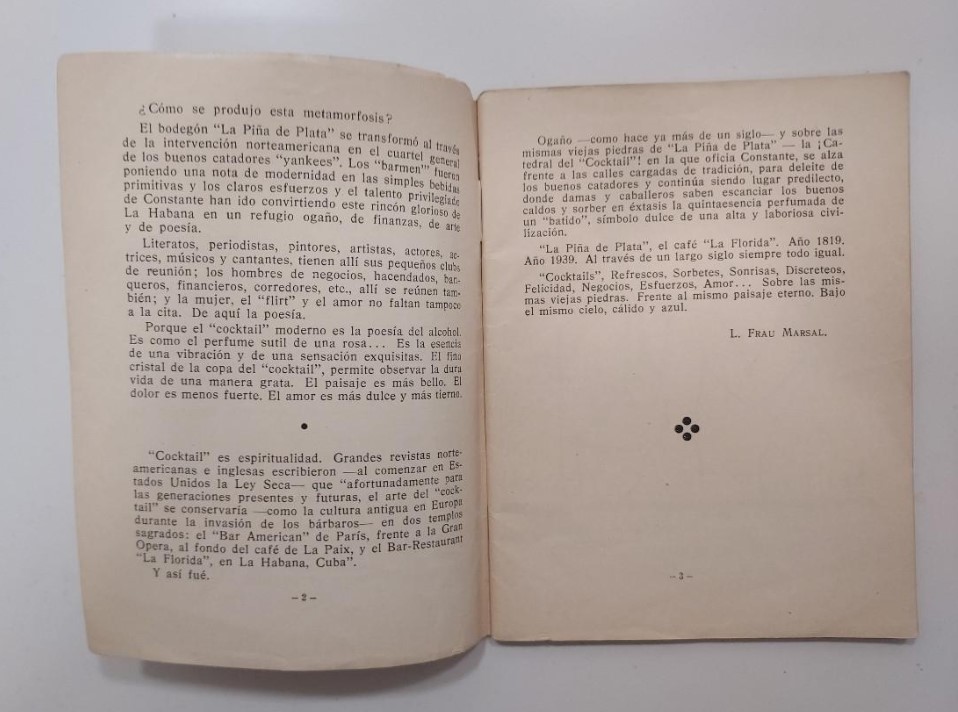 ¿Cómo se produjo esta metamorfosis?
El bodegón "La Piña de Plata" se transformó al través
de la intervención norteamericana en el cuartel general
de los buenos catadores "yankees". Los "barmen" fueron
poniendo una nota de modernidad en las simples bebidas
primitivas y los claros esfuerzos y el talento privilegiado
de Constante han ido convirtiendo este rincón glorioso de
La Habana en un refugio ogaño, de finanzas, de arte
y de poesía.
Literatos, periodistas, pintores, artistas, actores, ac-
trices, músicos y cantantes, tienen allí sus pequeños clubs
de reunión; los hombres de negocios, hacendados, ban-
queros, financieros, corredores, etc., allí se reúnen tam-
bién; y la mujer, el "flirt" y el amor no faltan tampoco
a la cita. De aquí la poesía.
Porque el "cocktail" moderno es la poesía del alcohol.
Es como el perfume sutil de una rosa... Es la esencia
de una vibración y de una sensación exquisitas. El fino
cristal de la copa del "cocktail", permite observar la dura
vida de una manera grata. El paisaje es más bello. El
dolor es menos fuerte. El amor es más dulce y más tierno.
"Cocktail" es espiritualidad. Grandes revistas norte-
americanas e inglesas escribieron —al comenzar en Es-
tados Unidos la Ley Seca— que "afortunadamente para
las generaciones presentes y futuras, el arte del "cock-
tail" se conservaría —como la cultura antigua en Europa
durante la invasión de los bárbaros— en dos templos
sagrados: el "Bar American" de París, frente a la Gran
Opera, al fondo del café de La Paix, y el Bar-Restaurant
"La Florida", en La Habana, Cuba".
Y así fué.
—2—
Ogaño —como hace ya más de un siglo— y sobre las
mismas viejas piedras de "La Piña de Plata" — la ¡Ca-
tedral del "Cocktail"! en la que oficia Constante, se alza
frente a las calles cargadas de tradición, para deleite de
los buenos catadores y continúa siendo lugar predilecto,
donde damas y caballeros saben escanciar los buenos
caldos y sorber en éxtasis la quintaesencia perfumada de
un "batido", símbolo dulce de una alta y laboriosa civi-
lización.
"La Piña de Plata", el café "La Florida". Año 1819.
Año 1939. Al través de un largo siglo siempre todo igual.
"Cocktails", Refrescos, Sorbetes, Sonrisas, Discreteos,
Felicidad, Negocios, Esfuerzos, Amor... Sobre las mis-
mas viejas piedras. Frente al mismo paisaje eterno. Bajo
el mismo cielo, cálido y azul.
L. Frau Marsal.
—3—